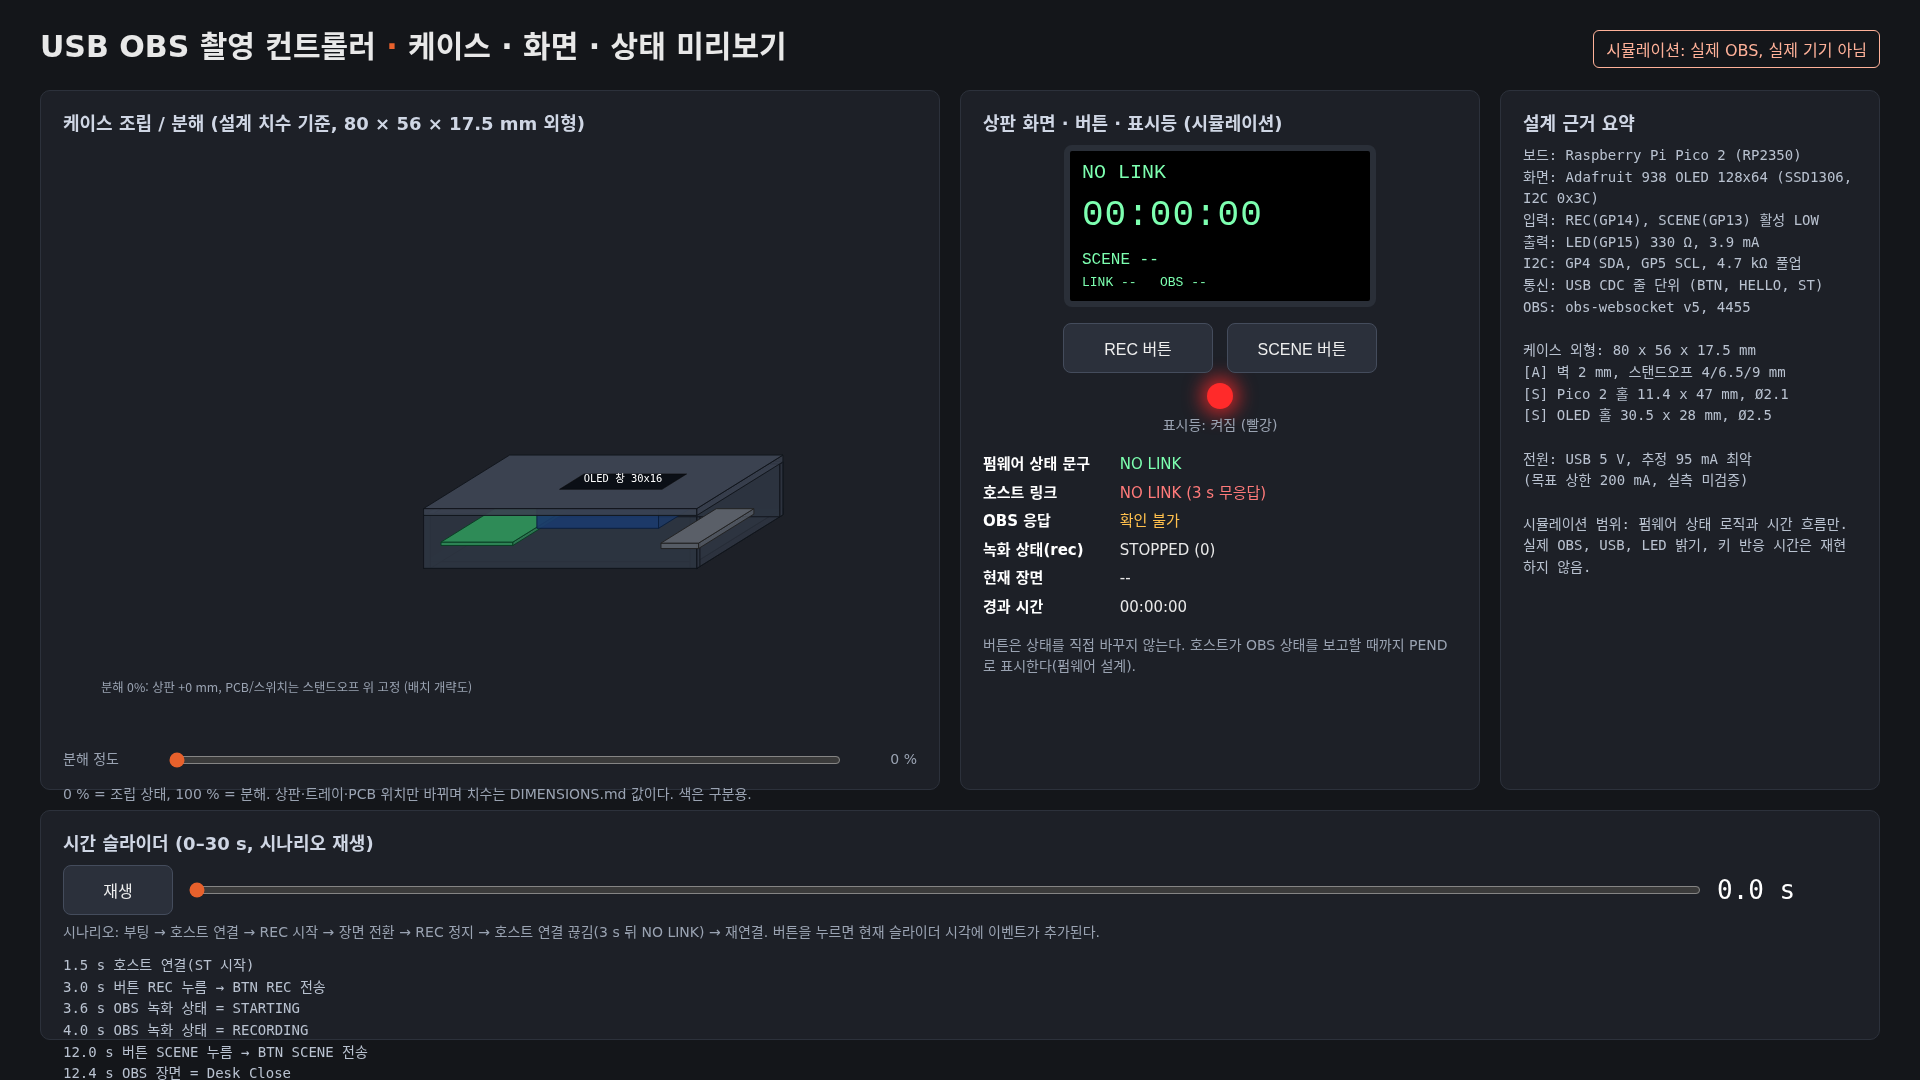 USB OBS 촬영 컨트롤러 · 케이스 · 화면 · 상태 미리보기
시뮬레이션: 실제 OBS, 실제 기기 아님
케이스 조립 / 분해 (설계 치수 기준, 80 × 56 × 17.5 mm 외형)
OLED 창 30x16
분해 0%: 상판 +0 mm, PCB/스위치는 스탠드오프 위 고정 (배치 개략도)
분해 정도
0 %
0 % = 조립 상태, 100 % = 분해. 상판·트레이·PCB 위치만 바뀌며 치수는 DIMENSIONS.md 값이다. 색은 구분용.
상판 화면 · 버튼 · 표시등 (시뮬레이션)
NO LINK
00:00:00
SCENE --
LINK -- OBS --
REC 버튼
SCENE 버튼
표시등: 켜짐 (빨강)
펌웨어 상태 문구 NO LINK
호스트 링크 NO LINK (3 s 무응답)
OBS 응답 확인 불가
녹화 상태(rec) STOPPED (0)
현재 장면 --
경과 시간 00:00:00
버튼은 상태를 직접 바꾸지 않는다. 호스트가 OBS 상태를 보고할 때까지 PEND
로 표시한다(펌웨어 설계).
설계 근거 요약
보드: Raspberry Pi Pico 2 (RP2350)
화면: Adafruit 938 OLED 128x64 (SSD1306,
I2C 0x3C)
입력: REC(GP14), SCENE(GP13) 활성 LOW
출력: LED(GP15) 330 Ω, 3.9 mA
I2C: GP4 SDA, GP5 SCL, 4.7 kΩ 풀업
통신: USB CDC 줄 단위 (BTN, HELLO, ST)
OBS: obs-websocket v5, 4455
케이스 외형: 80 x 56 x 17.5 mm
[A] 벽 2 mm, 스탠드오프 4/6.5/9 mm
[S] Pico 2 홀 11.4 x 47 mm, Ø2.1
[S] OLED 홀 30.5 x 28 mm, Ø2.5
전원: USB 5 V, 추정 95 mA 최악
(목표 상한 200 mA, 실측 미검증)
시뮬레이션 범위: 펌웨어 상태 로직과 시간 흐름만.
실제 OBS, USB, LED 밝기, 키 반응 시간은 재현
하지 않음.
시간 슬라이더 (0–30 s, 시나리오 재생)
재생
0.0 s
시나리오: 부팅 → 호스트 연결 → REC 시작 → 장면 전환 → REC 정지 → 호스트 연결 끊김(3 s 뒤 NO LINK) → 재연결. 버튼을 누르면 현재 슬라이더 시각에 이벤트가 추가된다.
1.5 s 호스트 연결(ST 시작)
3.0 s 버튼 REC 누름 → BTN REC 전송
3.6 s OBS 녹화 상태 = STARTING
4.0 s OBS 녹화 상태 = RECORDING
12.0 s 버튼 SCENE 누름 → BTN SCENE 전송
12.4 s OBS 장면 = Desk Close